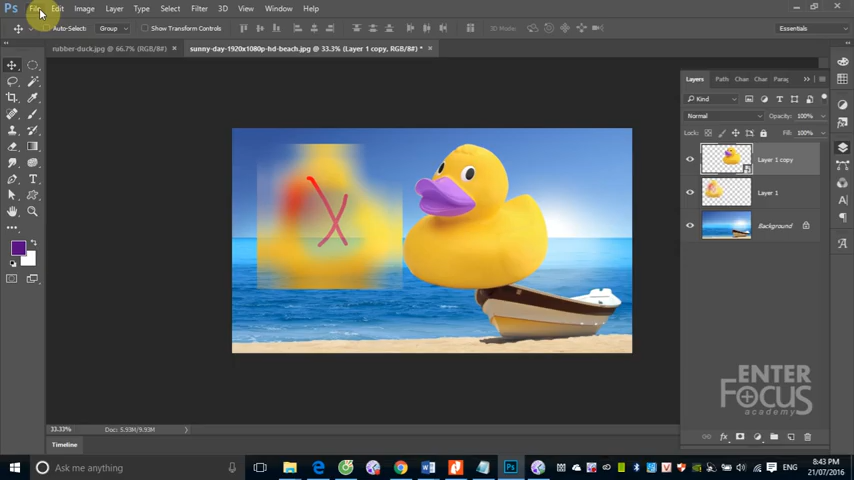 Ps File Edit Image Layer Type Select Filter 3D View Window Help
Auto-Select: Group Show Transform Controls 3D Mode: Essentials
rubber-duck.jpg @ 66.7% (RGB/8#) × sunny-day-1920x1080p-hd-beach.jpg @ 33.3% (Layer 1 copy, RGB/8#) * ×
Layers Path Char Char Parag
Kind
Normal Opacity: 100%
Lock: Fill: 100%
Layer 1 copy
Layer 1
Background
X
ENTER
FOCUS
academy
33.33% Doc: 5.93M/9.93M
Timeline
Ask me anything
ENG
8:43 PM
21/07/2016